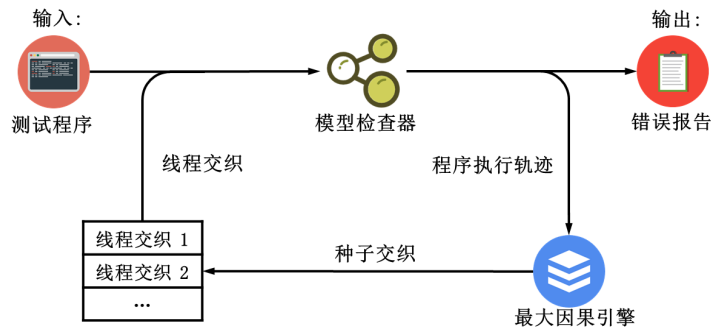 输入:
输出:
测试程序
模型检查器
错误报告
线程交织
程序执行轨迹
线程交织 1
线程交织 2
...
种子交织
最大因果引擎